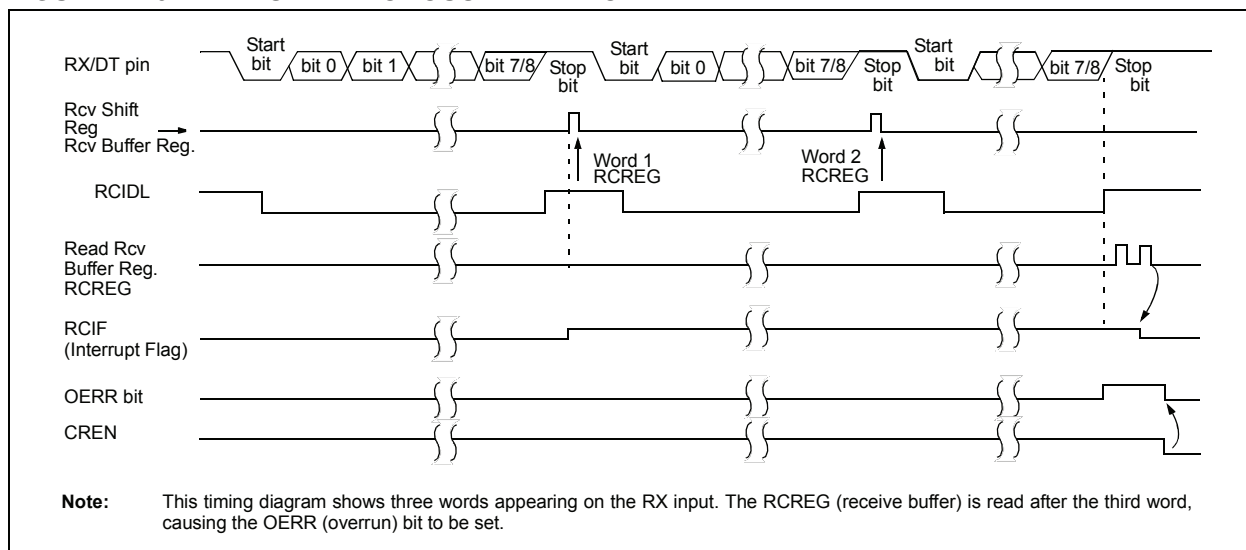 RX/DT pin
Start
bit
bit 0
bit 1
bit 7/8
Stop
bit
Start
bit
bit 0
bit 7/8
Stop
bit
Start
bit
bit 7/8
Stop
bit
Rcv Shift
Reg
Rcv Buffer Reg.
Word 1
RCREG
Word 2
RCREG
RCIDL
Read Rcv
Buffer Reg.
RCREG
RCIF
(Interrupt Flag)
OERR bit
CREN
Note: This timing diagram shows three words appearing on the RX input. The RCREG (receive buffer) is read after the third word,
causing the OERR (overrun) bit to be set.